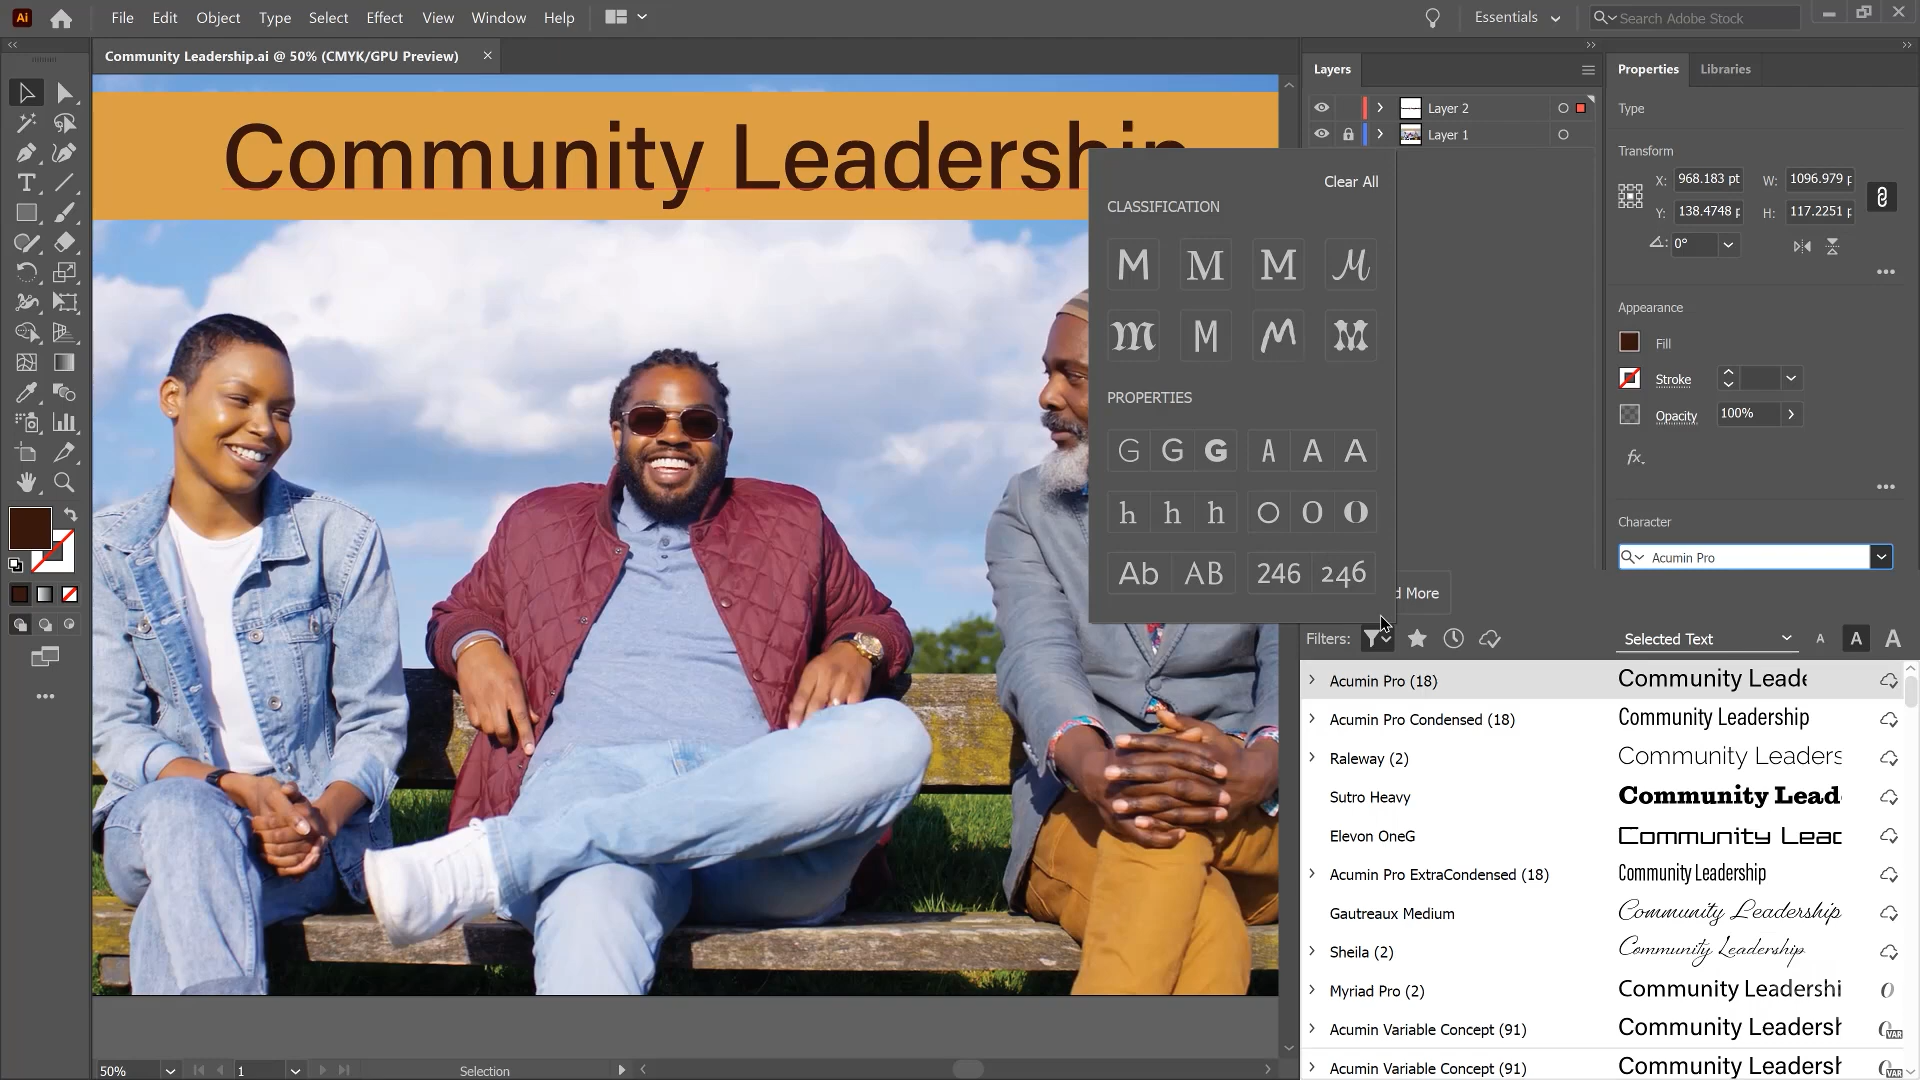 Ai File Edit Object Type Select Effect View Window Help Essentials Search Adobe Stock
Community Leadership.ai @ 50% (CMYK/GPU Preview)
Community Leadership
Layers
Layer 2
Layer 1
Clear All
CLASSIFICATION
M M M M
M M M M
PROPERTIES
G G G A A A
h h h O O O
Ab AB 246 246
Properties Libraries
Type
Transform
X: 968.183 pt W: 1096.979 p
Y: 138.4748 p H: 117.2251 p
0°
Appearance
Fill
Stroke
Opacity 100%
fx.
Character
Acumin Pro
d More
Filters: Selected Text A A A
Acumin Pro (18) Community Leade
Acumin Pro Condensed (18) Community Leadership
Raleway (2) Community Leaders
Sutro Heavy Community Lead
Elevon OneG Community Leac
Acumin Pro ExtraCondensed (18) Community Leadership
Gautreaux Medium Community Leadership
Sheila (2) Community Leadership
Myriad Pro (2) Community Leadershi
Acumin Variable Concept (91) Community Leadersh
Acumin Variable Concept (91) Community Leadersh
50% 1 Selection